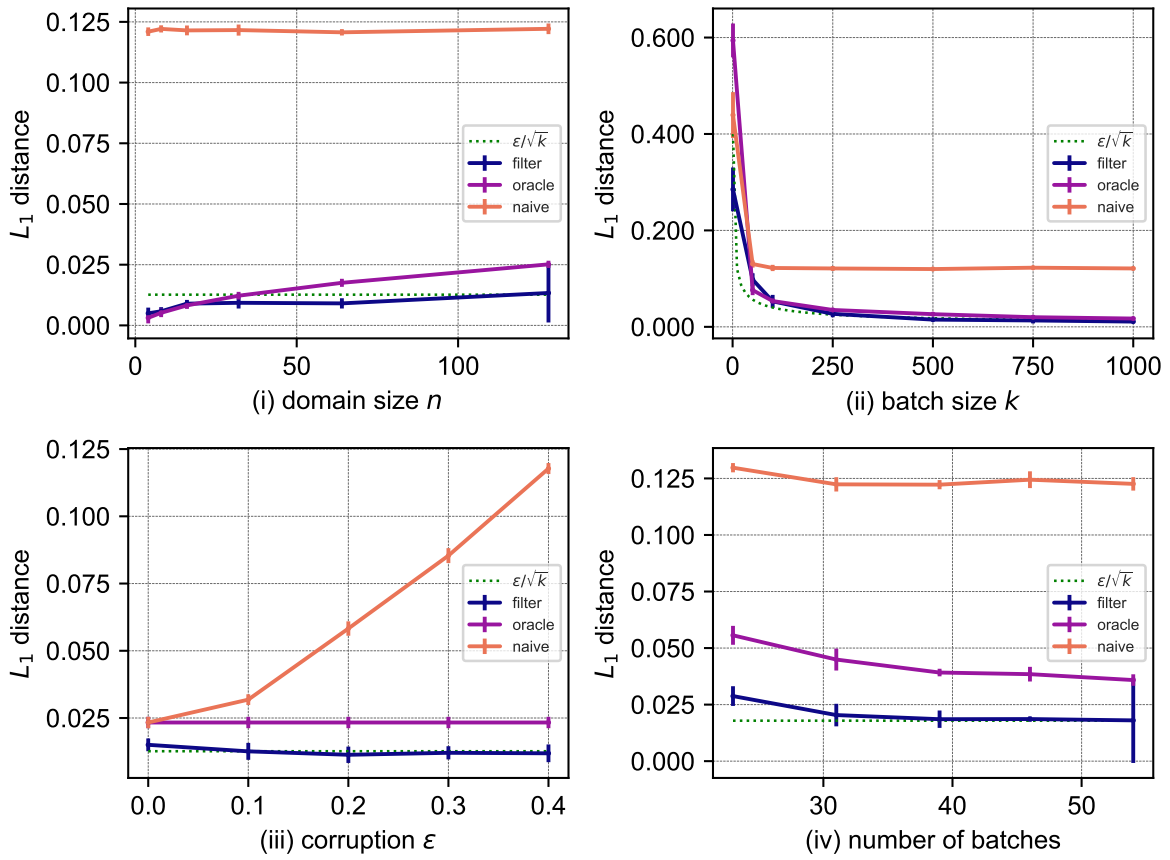 0.125
0.100
0.075
0.050
0.025
0.000
L₁ distance
ε/√k
filter
oracle
naive
0 50 100
(i) domain size n
0.600
0.400
0.200
0.000
L₁ distance
ε/√k
filter
oracle
naive
0 250 500 750 1000
(ii) batch size k
0.125
0.100
0.075
0.050
0.025
L₁ distance
ε/√k
filter
oracle
naive
0.0 0.1 0.2 0.3 0.4
(iii) corruption ε
0.125
0.100
0.075
0.050
0.025
0.000
L₁ distance
ε/√k
filter
oracle
naive
30 40 50
(iv) number of batches